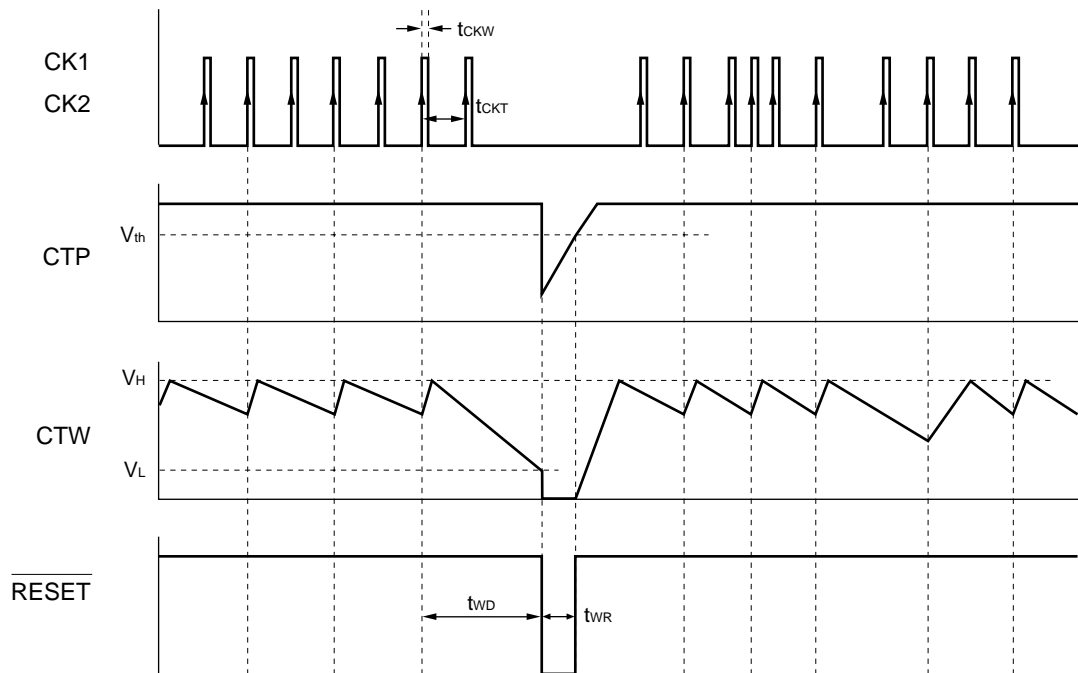 tCKW
CK1
CK2
tCKT
Vth
CTP
VH
CTW
VL
RESET
tWD
tWR